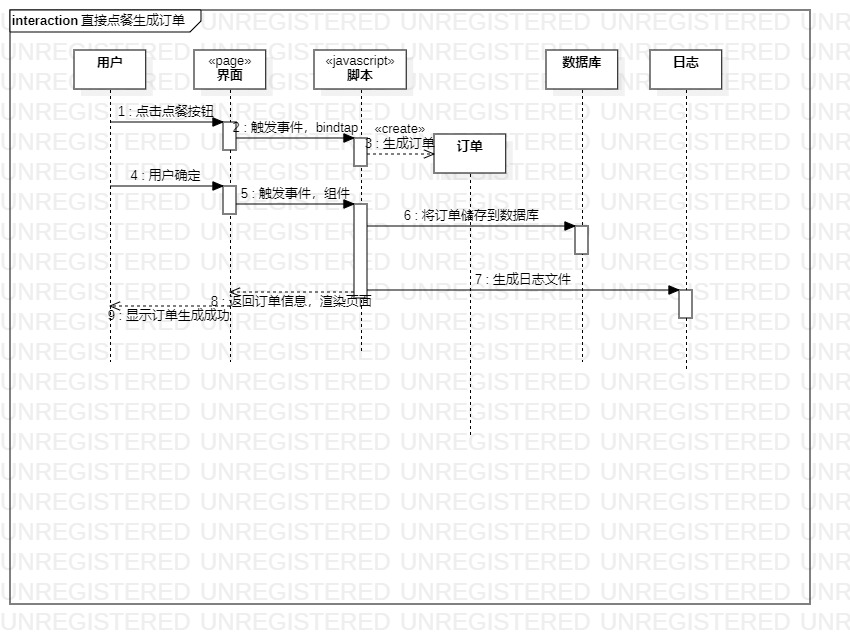 interaction 直接点餐生成订单
用户
«page»
界面
«javascript»
脚本
数据库
日志
1 : 点击点餐按钮
2 : 触发事件，bindtap
«create»
3 : 生成订单
订单
4 : 用户确定
5 : 触发事件，组件
6 : 将订单储存到数据库
7 : 生成日志文件
8 : 返回订单信息，渲染页面
9 : 显示订单生成成功
UNREGISTERED